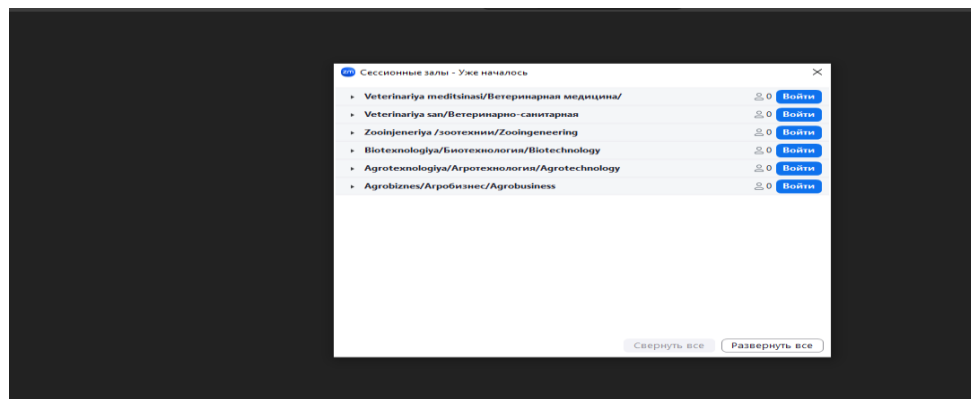 zm Сессионные залы - Уже началось
Veterinariya meditsinasi/Ветеринарная медицина/ 0 Войти
Veterinariya san/Ветеринарно-санитарная 0 Войти
Zooinjeneriya /зоотехнии/Zooingeneering 0 Войти
Biotexnologiya/Биотехнология/Biotechnology 0 Войти
Agrotexnologiya/Агротехнология/Agrotechnology 0 Войти
Agrobiznes/Агробизнес/Agrobusiness 0 Войти
Свернуть все Развернуть все